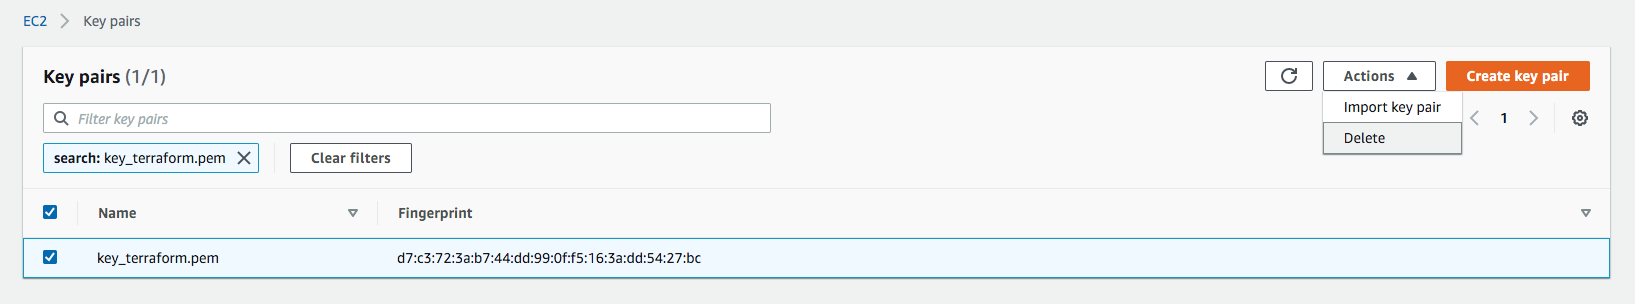 EC2 > Key pairs
Key pairs (1/1)
Actions ▲
Create key pair
Import key pair
Delete
Filter key pairs
< 1 >
search: key_terraform.pem ×
Clear filters
Name
Fingerprint
key_terraform.pem
d7:c3:72:3a:b7:44:dd:99:0f:f5:16:3a:dd:54:27:bc